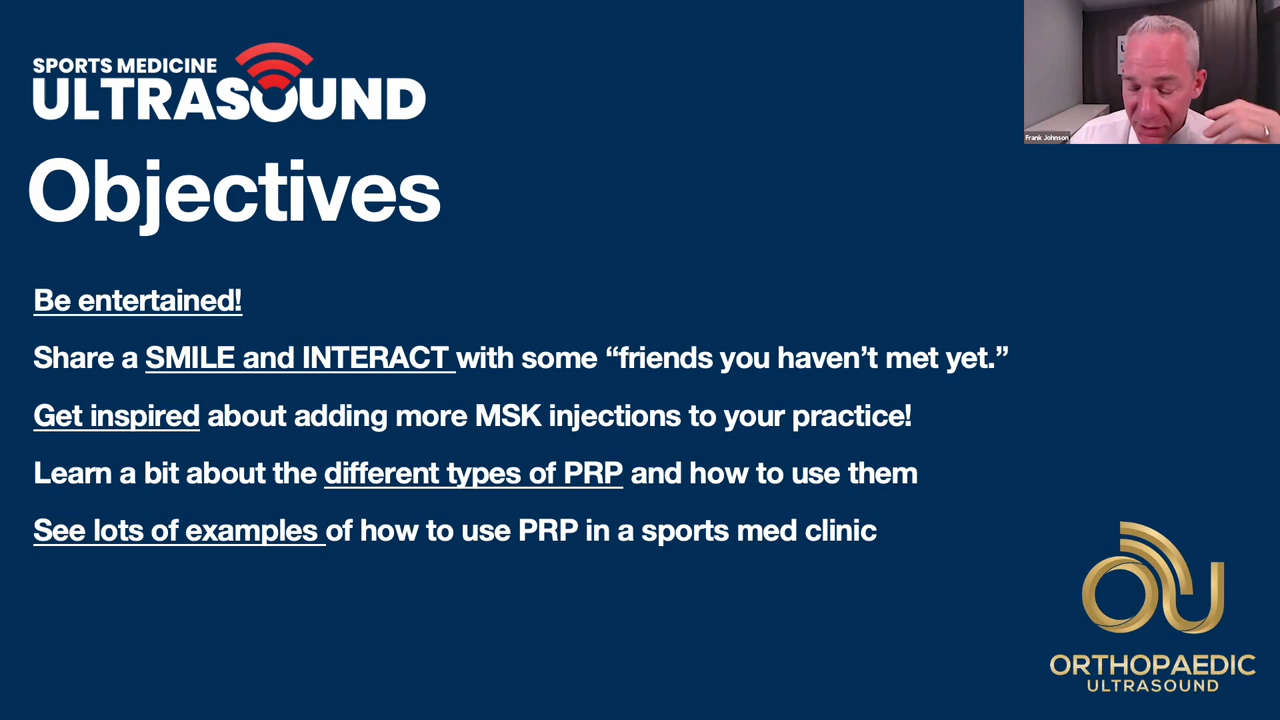 SPORTS MEDICINE
ULTRASOUND
Frank Johnson
Objectives
Be entertained!
Share a SMILE and INTERACT with some “friends you haven’t met yet.”
Get inspired about adding more MSK injections to your practice!
Learn a bit about the different types of PRP and how to use them
See lots of examples of how to use PRP in a sports med clinic
OU
ORTHOPAEDIC
ULTRASOUND